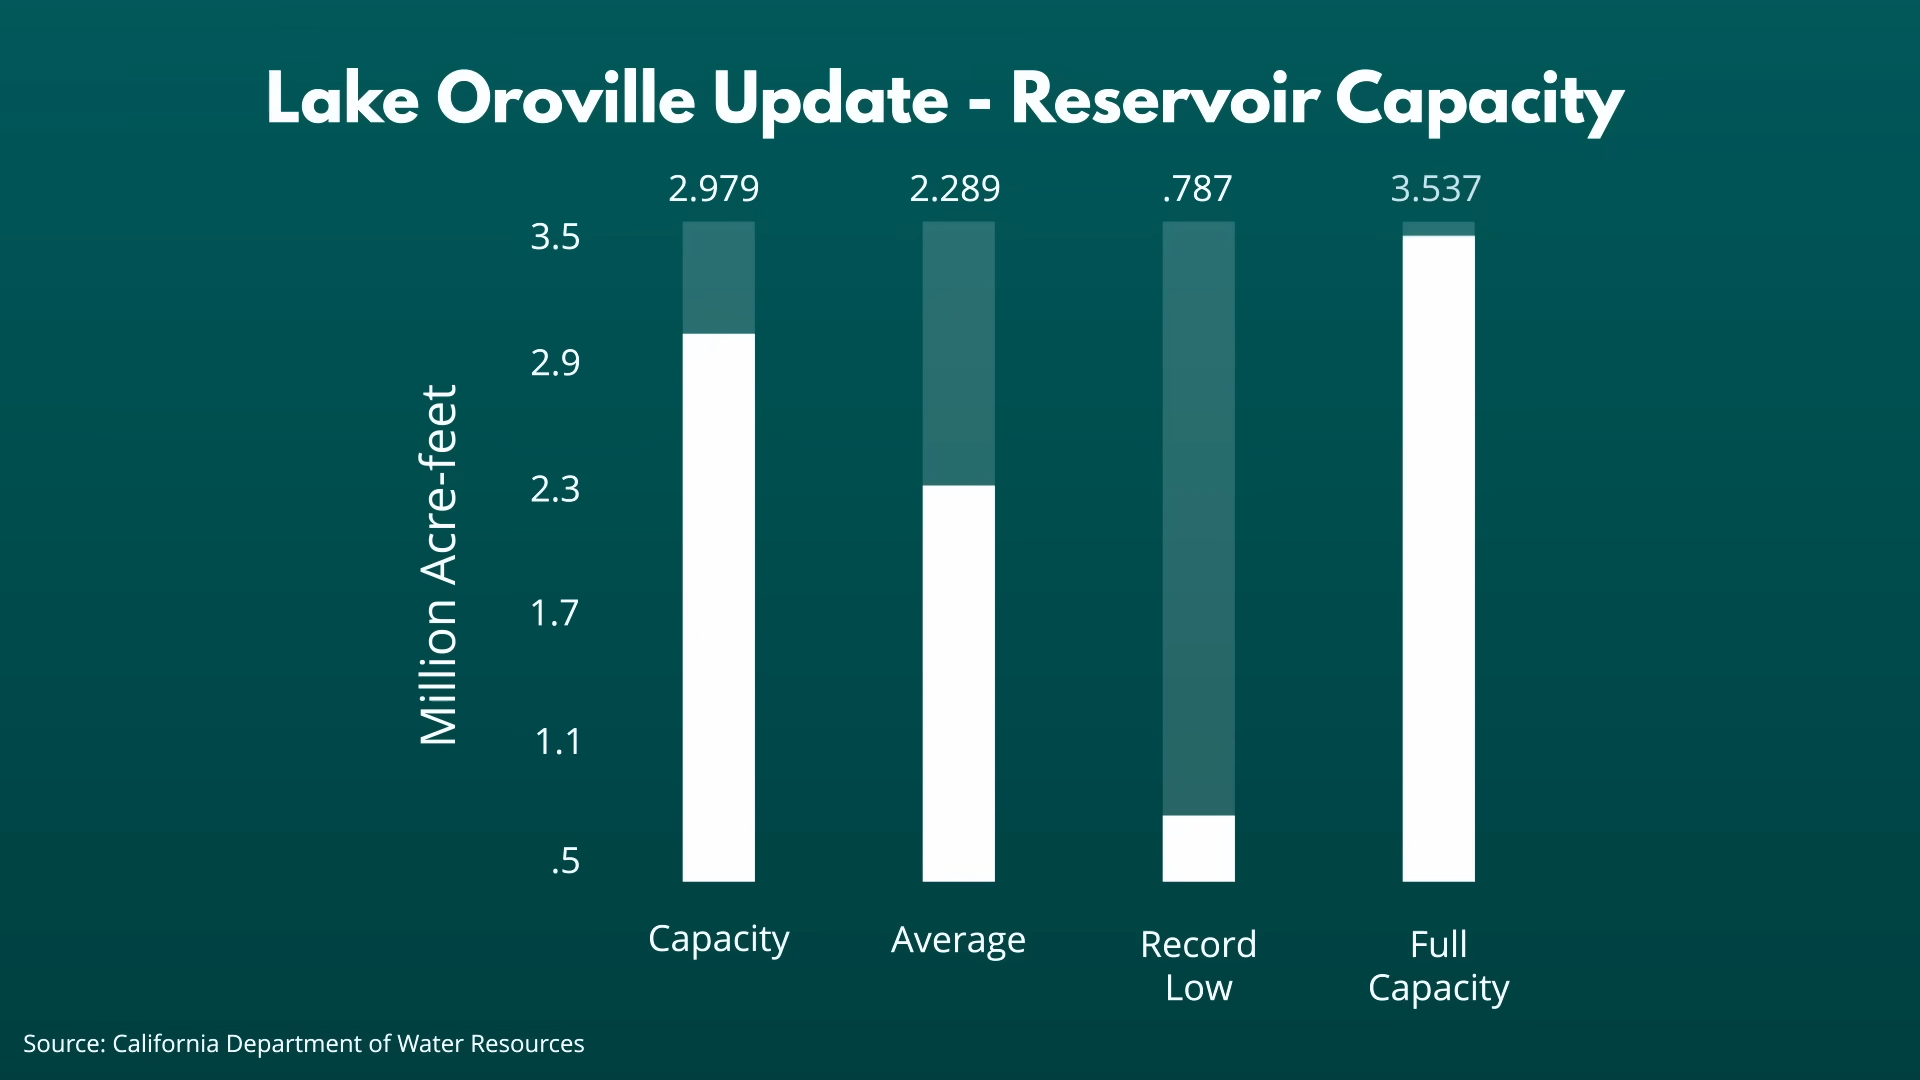 Lake Oroville Update - Reservoir Capacity
2.979 2.289 .787 3.537
3.5
2.9
2.3
1.7
1.1
.5
Million Acre-feet
Capacity Average Record Full
Low Capacity
Source: California Department of Water Resources